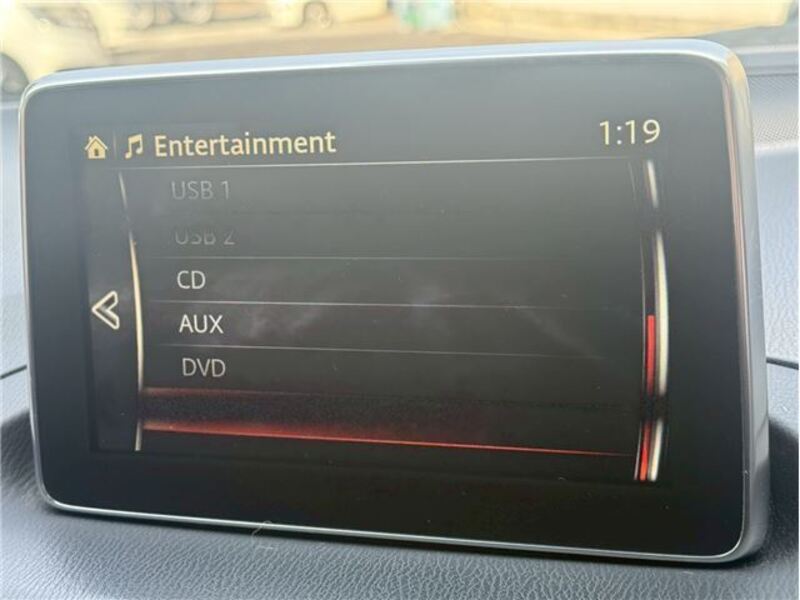 Entertainment 1:19
USB 1
USB 2
CD
AUX
DVD